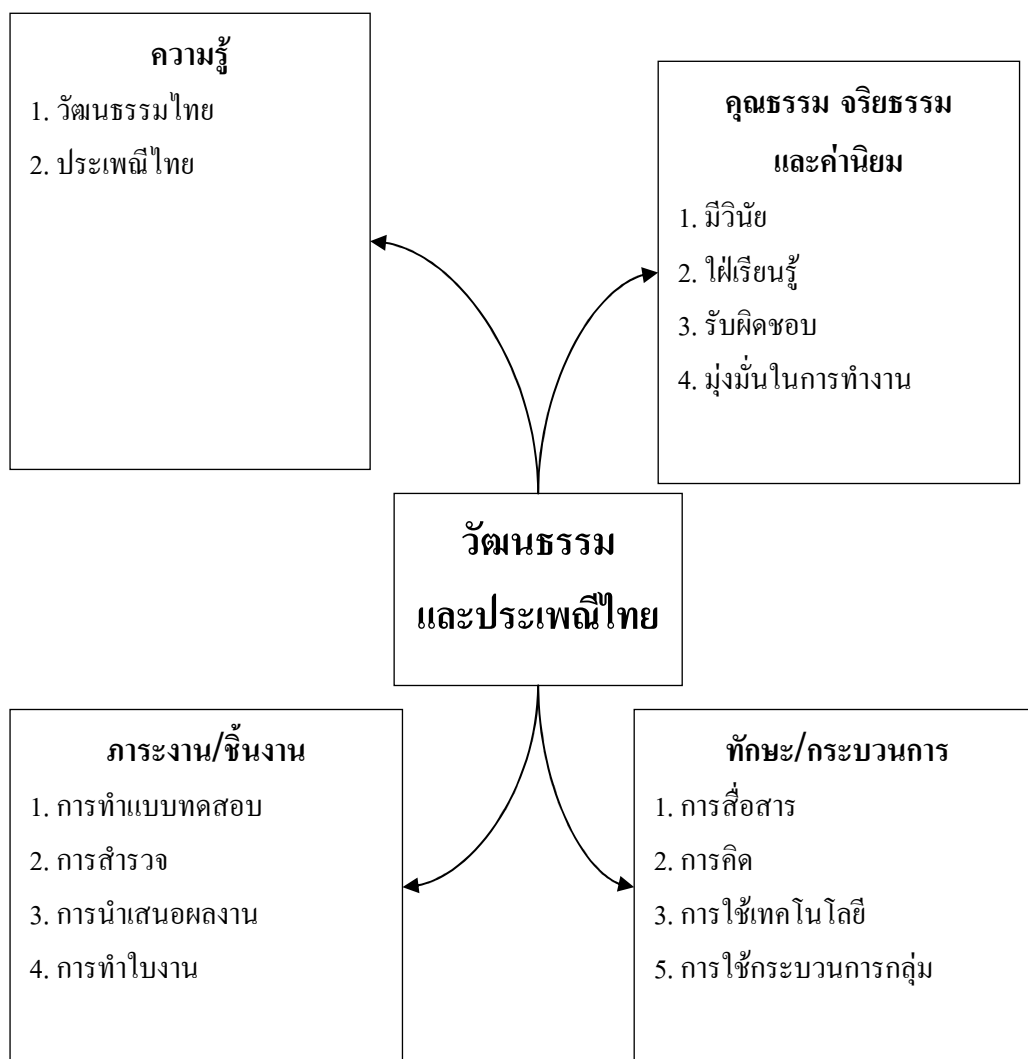 ความรู้
1. วัฒนธรรมไทย
2. ประเพณีไทย
คุณธรรม จริยธรรม
และค่านิยม
1. มีวินัย
2. ใฝ่เรียนรู้
3. รับผิดชอบ
4. มุ่งมั่นในการทำงาน
วัฒนธรรม
และประเพณีไทย
ภาระงาน/ชิ้นงาน
1. การทำแบบทดสอบ
2. การสำรวจ
3. การนำเสนอผลงาน
4. การทำใบงาน
ทักษะ/กระบวนการ
1. การสื่อสาร
2. การคิด
3. การใช้เทคโนโลยี
5. การใช้กระบวนการกลุ่ม